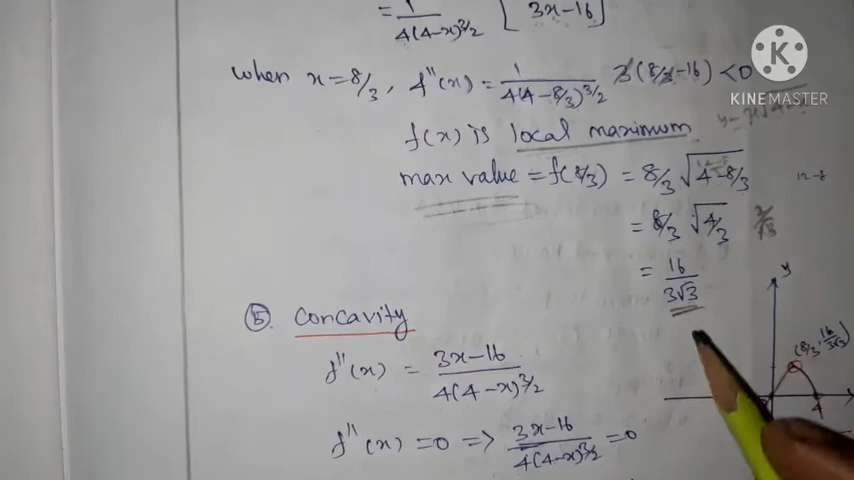 = 1/4(4-x)^3/2 [ 3x-16 ]
when x=8/3, f''(x) = 1/4(4-8/3)^3/2 3(8/3-16) <0
f(x) is local maximum
max value = f(8/3) = 8/3 √4-8/3
12-8
= 8/3 √4/3
= 16/3√3
⑤ Concavity
y
(8/3, 16/3√3)
f''(x) = 3x-16/4(4-x)^3/2
4
f''(x) =0 => 3x-16/4(4-x)^3/2 =0
K
KINEMASTER